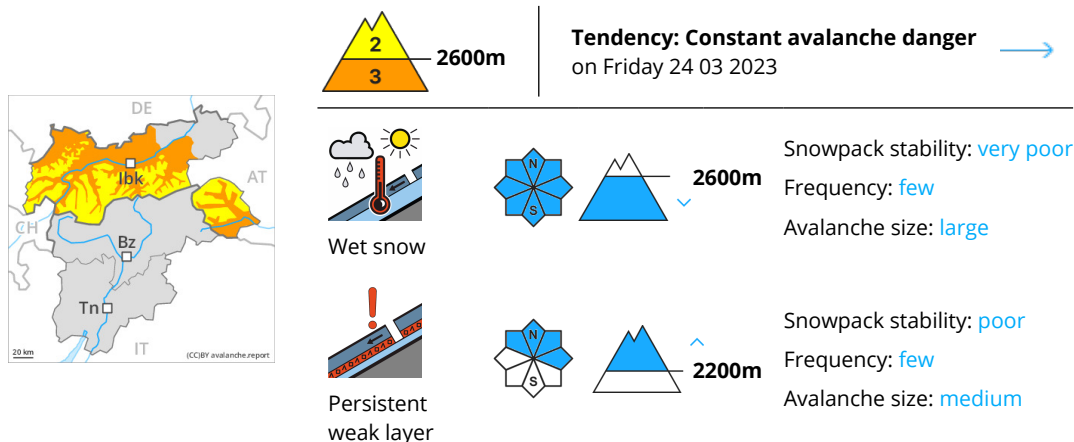 2
3
2600m
Tendency: Constant avalanche danger
on Friday 24 03 2023
DE
AT
CH
IT
Ibk
Bz
Tn
20 km
(CC)BY avalanche.report
Wet snow
N
S
2600m
Snowpack stability: very poor
Frequency: few
Avalanche size: large
Persistent
weak layer
N
S
2200m
Snowpack stability: poor
Frequency: few
Avalanche size: medium